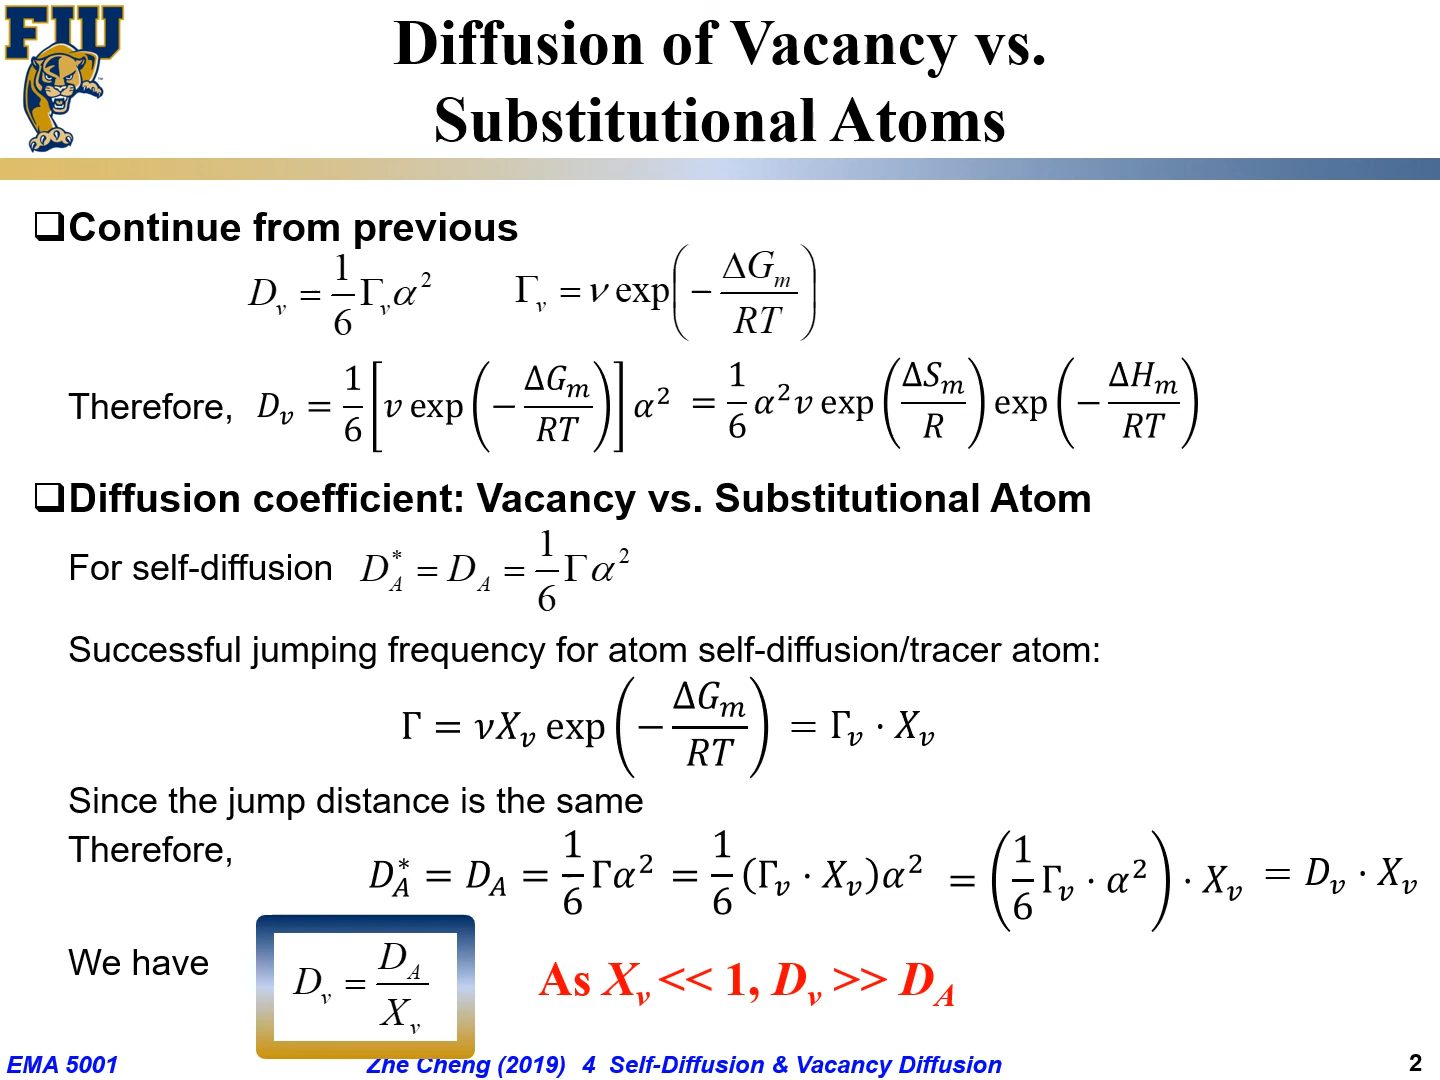 FIU
Diffusion of Vacancy vs.
Substitutional Atoms
❑Continue from previous
D_v = 1/6 Γ_v α² Γ_v = ν exp(− ΔG_m / RT)
Therefore, D_v = 1/6 [ν exp(− ΔG_m / RT)] α² = 1/6 α² ν exp(ΔS_m / R) exp(− ΔH_m / RT)
❑Diffusion coefficient: Vacancy vs. Substitutional Atom
For self-diffusion D*_A = D_A = 1/6 Γ α²
Successful jumping frequency for atom self-diffusion/tracer atom:
Γ = νX_v exp(− ΔG_m / RT) = Γ_v · X_v
Since the jump distance is the same
Therefore,
D*_A = D_A = 1/6 Γα² = 1/6 (Γ_v · X_v)α² = (1/6 Γ_v · α²) · X_v = D_v · X_v
We have D_v = D_A / X_v As X_v << 1, D_v >> D_A
EMA 5001 Zhe Cheng (2019) 4 Self-Diffusion & Vacancy Diffusion 2